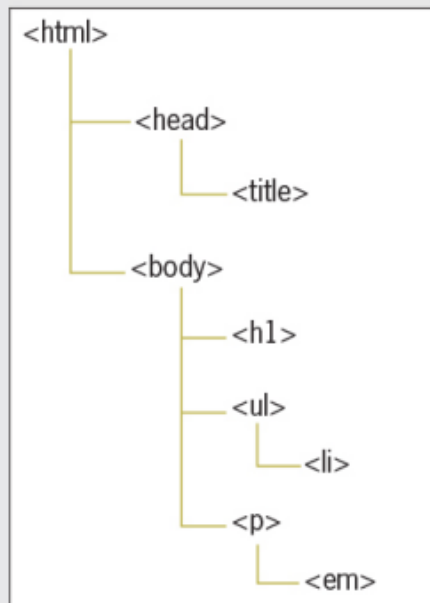 <html>
<head>
<title>
<body>
<h1>
<ul>
<li>
<p>
<em>